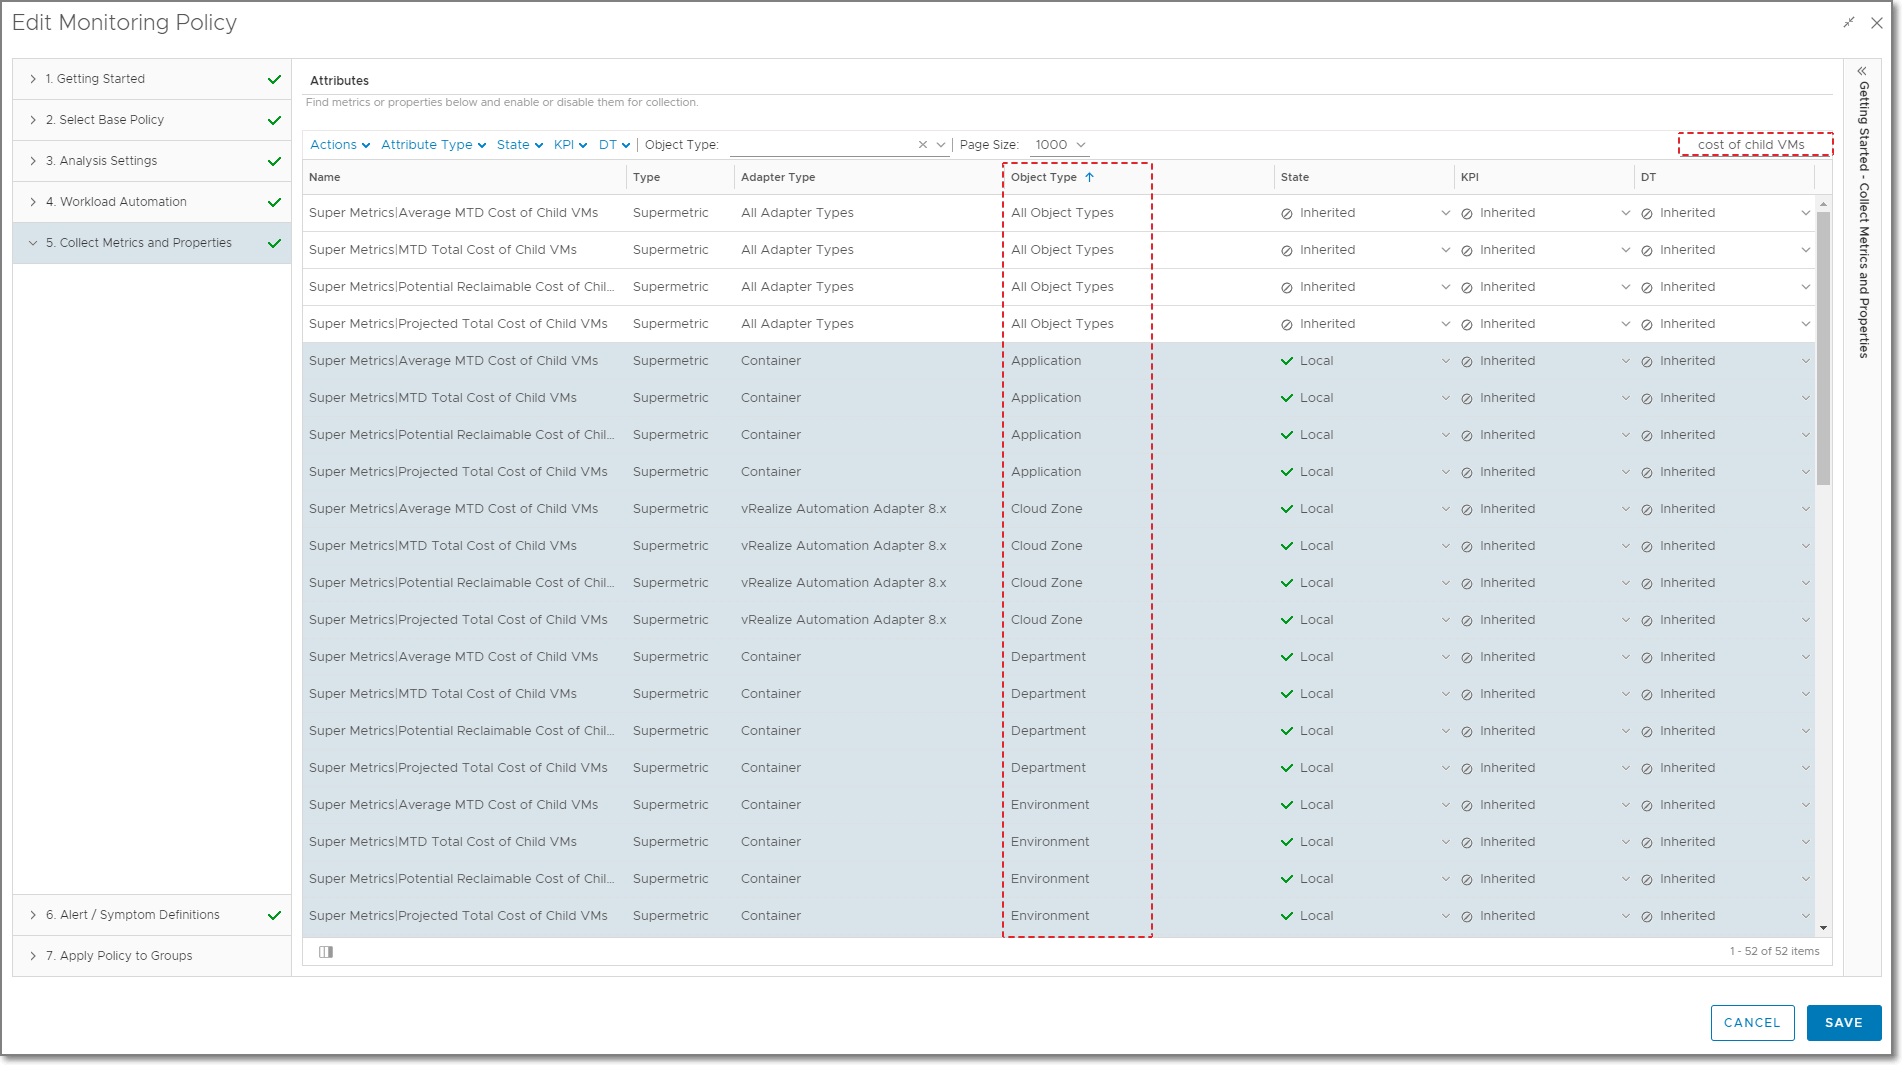 Edit Monitoring Policy
1. Getting Started
2. Select Base Policy
3. Analysis Settings
4. Workload Automation
5. Collect Metrics and Properties
6. Alert / Symptom Definitions
7. Apply Policy to Groups
Attributes
Find metrics or properties below and enable or disable them for collection.
Actions Attribute Type State KPI DT Object Type: Page Size: 1000 cost of child VMs
Name Type Adapter Type Object Type State KPI DT
Super Metrics|Average MTD Cost of Child VMs Supermetric All Adapter Types All Object Types Inherited Inherited Inherited
Super Metrics|MTD Total Cost of Child VMs Supermetric All Adapter Types All Object Types Inherited Inherited Inherited
Super Metrics|Potential Reclaimable Cost of Chil... Supermetric All Adapter Types All Object Types Inherited Inherited Inherited
Super Metrics|Projected Total Cost of Child VMs Supermetric All Adapter Types All Object Types Inherited Inherited Inherited
Super Metrics|Average MTD Cost of Child VMs Supermetric Container Application Local Inherited Inherited
Super Metrics|MTD Total Cost of Child VMs Supermetric Container Application Local Inherited Inherited
Super Metrics|Potential Reclaimable Cost of Chil... Supermetric Container Application Local Inherited Inherited
Super Metrics|Projected Total Cost of Child VMs Supermetric Container Application Local Inherited Inherited
Super Metrics|Average MTD Cost of Child VMs Supermetric vRealize Automation Adapter 8.x Cloud Zone Local Inherited Inherited
Super Metrics|MTD Total Cost of Child VMs Supermetric vRealize Automation Adapter 8.x Cloud Zone Local Inherited Inherited
Super Metrics|Potential Reclaimable Cost of Chil... Supermetric vRealize Automation Adapter 8.x Cloud Zone Local Inherited Inherited
Super Metrics|Projected Total Cost of Child VMs Supermetric vRealize Automation Adapter 8.x Cloud Zone Local Inherited Inherited
Super Metrics|Average MTD Cost of Child VMs Supermetric Container Department Local Inherited Inherited
Super Metrics|MTD Total Cost of Child VMs Supermetric Container Department Local Inherited Inherited
Super Metrics|Potential Reclaimable Cost of Chil... Supermetric Container Department Local Inherited Inherited
Super Metrics|Projected Total Cost of Child VMs Supermetric Container Department Local Inherited Inherited
Super Metrics|Average MTD Cost of Child VMs Supermetric Container Environment Local Inherited Inherited
Super Metrics|MTD Total Cost of Child VMs Supermetric Container Environment Local Inherited Inherited
Super Metrics|Potential Reclaimable Cost of Chil... Supermetric Container Environment Local Inherited Inherited
Super Metrics|Projected Total Cost of Child VMs Supermetric Container Environment Local Inherited Inherited
1 - 52 of 52 items
Getting Started - Collect Metrics and Properties
CANCEL SAVE